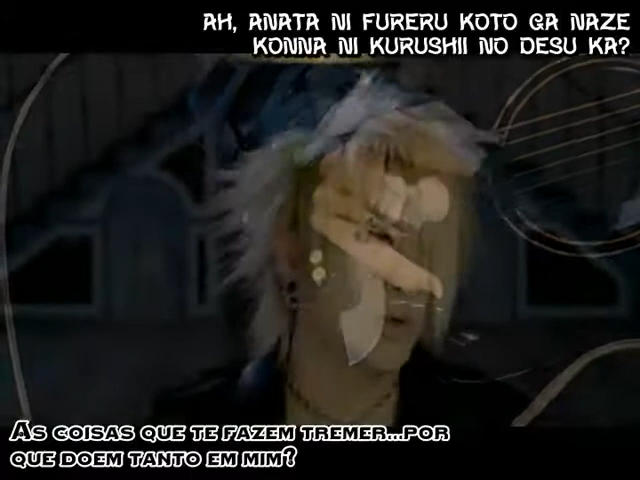 AH, ANATA NI FURERU KOTO GA NAZE
KONNA NI KURUSHII NO DESU KA?
AS COISAS QUE TE FAZEM TREMER...POR
QUE DOEM TANTO EM MIM?